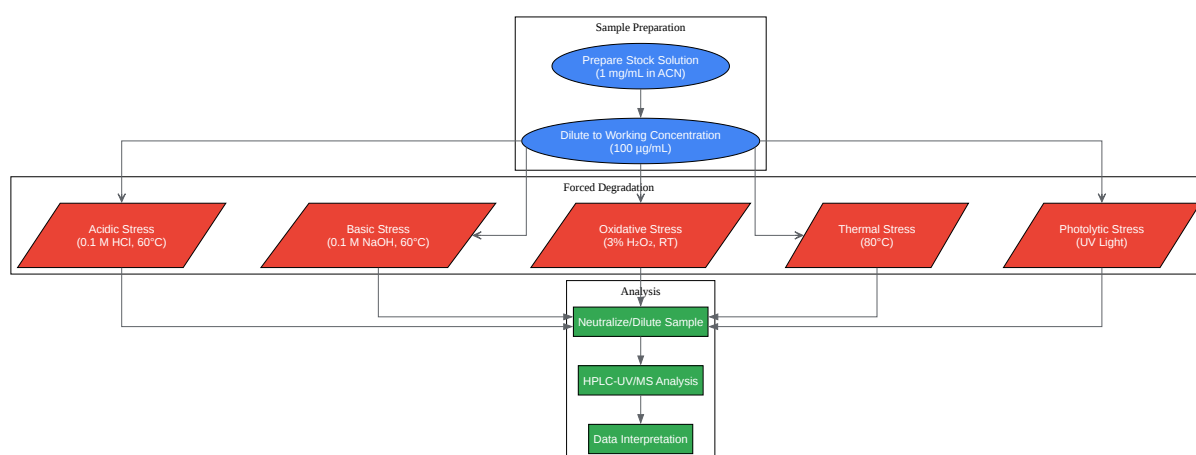 Sample Preparation
Prepare Stock Solution
(1 mg/mL in ACN)
Dilute to Working Concentration
(100 µg/mL)
Forced Degradation
Acidic Stress
(0.1 M HCl, 60°C)
Basic Stress
(0.1 M NaOH, 60°C)
Oxidative Stress
(3% H₂O₂, RT)
Thermal Stress
(80°C)
Photolytic Stress
(UV Light)
Analysis
Neutralize/Dilute Sample
HPLC-UV/MS Analysis
Data Interpretation